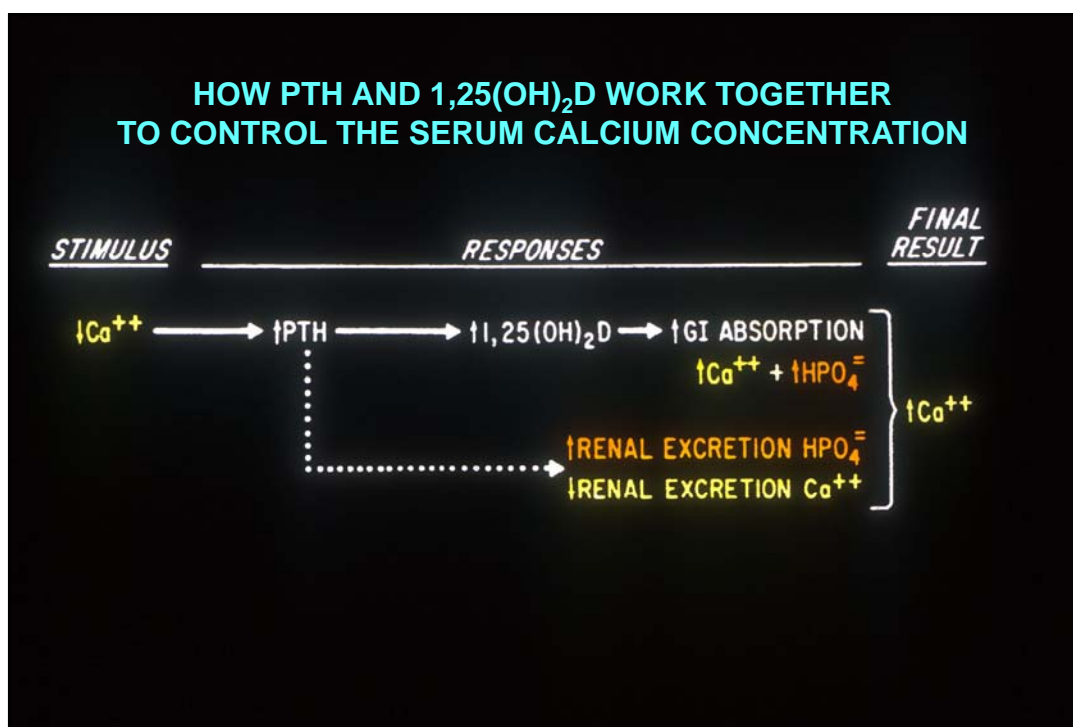 HOW PTH AND 1,25(OH)₂D WORK TOGETHER
TO CONTROL THE SERUM CALCIUM CONCENTRATION
STIMULUS RESPONSES FINAL
RESULT
↓Ca⁺⁺ → ↑PTH → ↑1,25(OH)₂D → ↑GI ABSORPTION
↑Ca⁺⁺ + ↑HPO₄⁼
↑Ca⁺⁺
↑RENAL EXCRETION HPO₄⁼
↓RENAL EXCRETION Ca⁺⁺